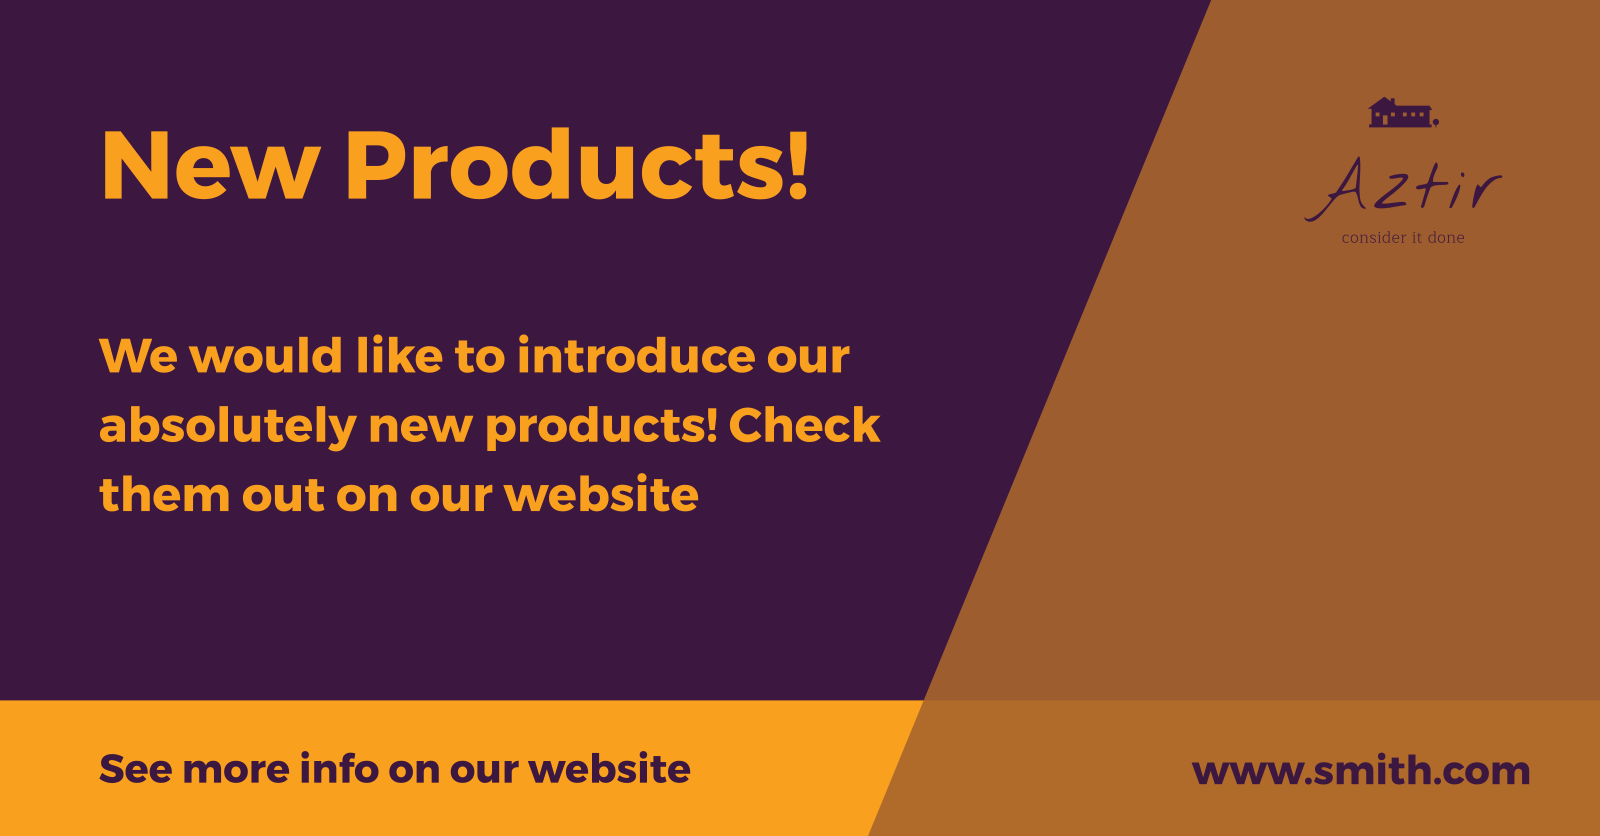 New Products!
Aztir
consider it done
We would like to introduce our
absolutely new products! Check
them out on our website
See more info on our website
www.smith.com